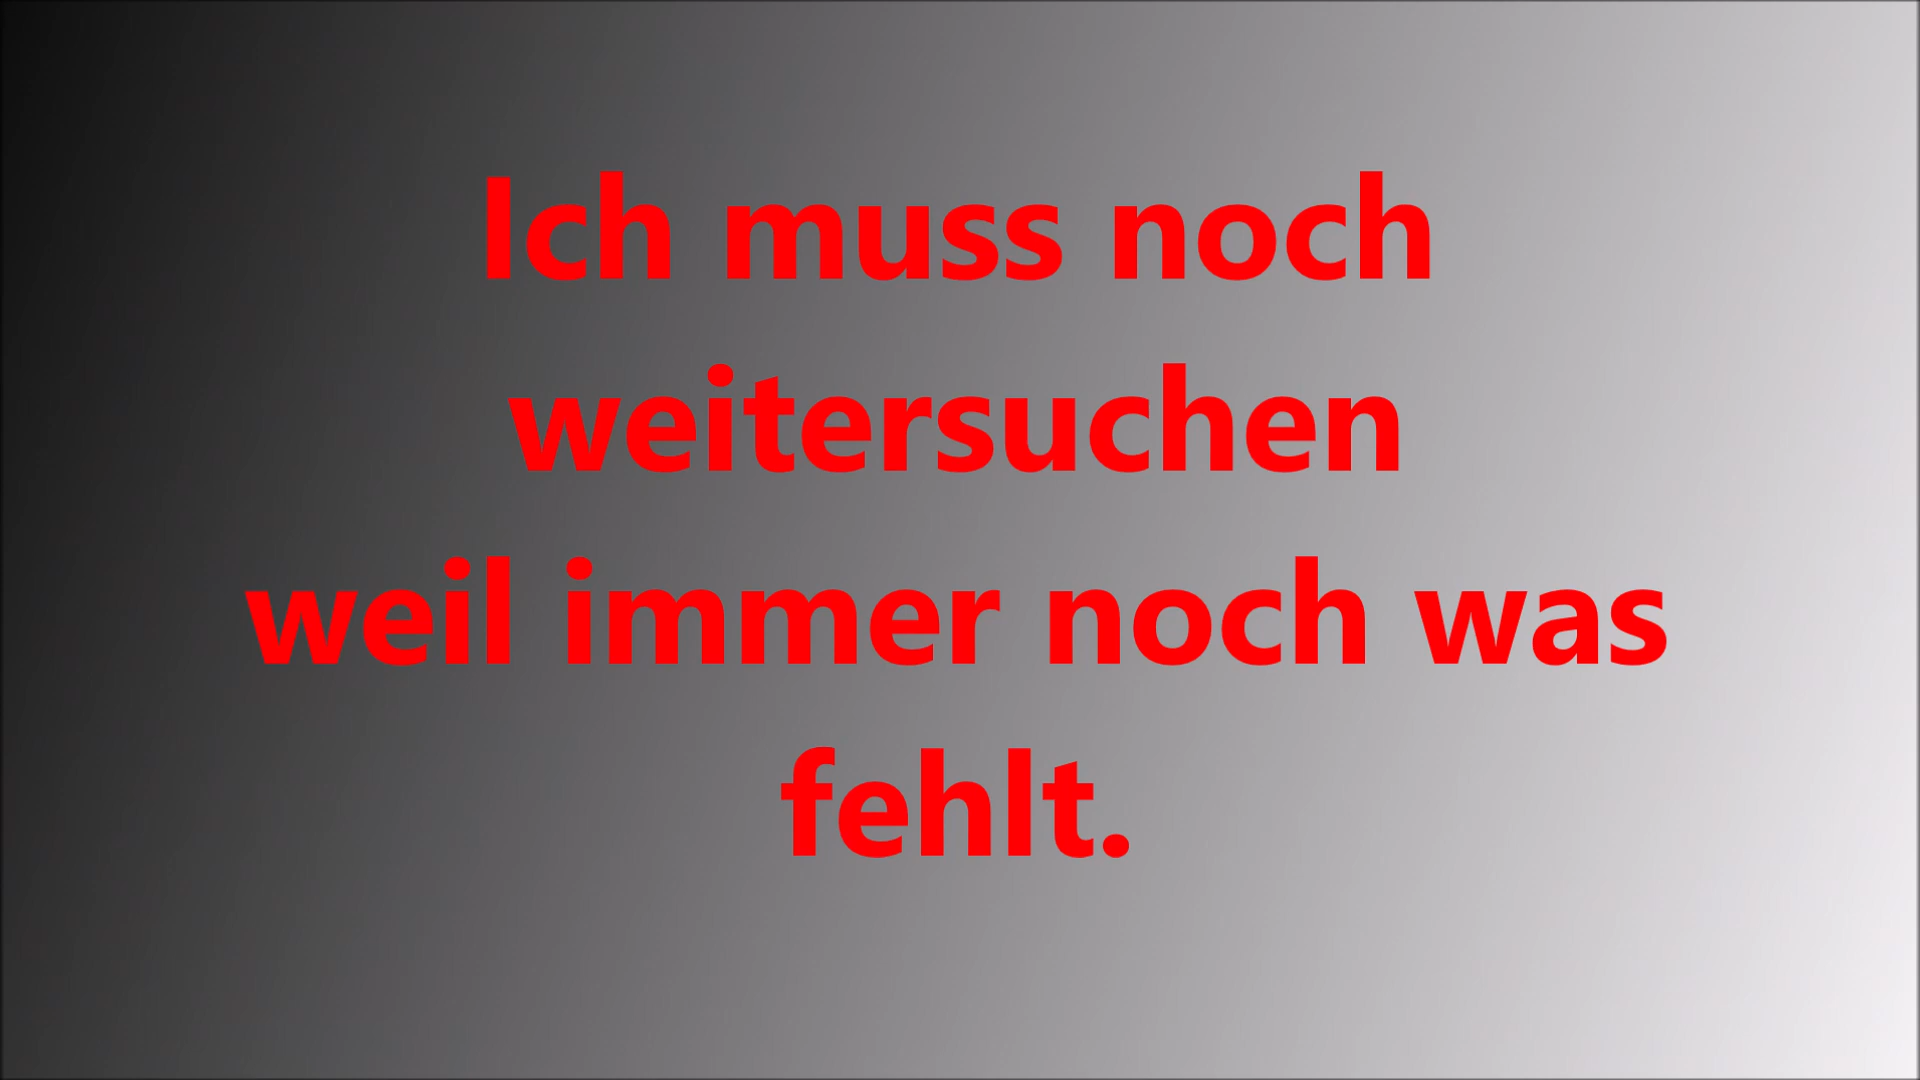 Ich muss noch
weitersuchen
weil immer noch was
fehlt.